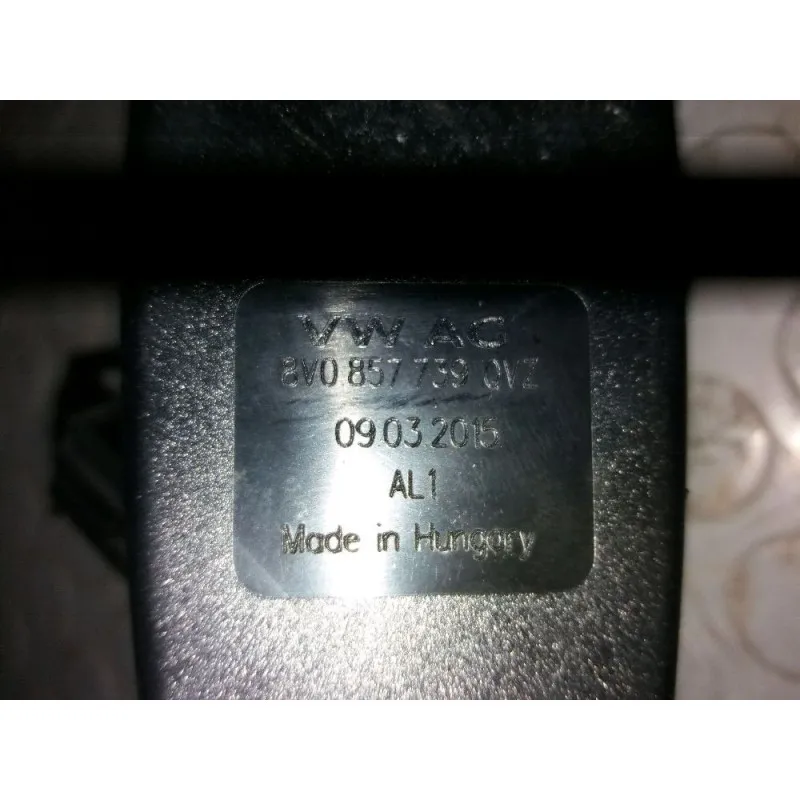 VW AG
8V0 857 739 QVZ
09 03 2015
AL1
Made in Hungary